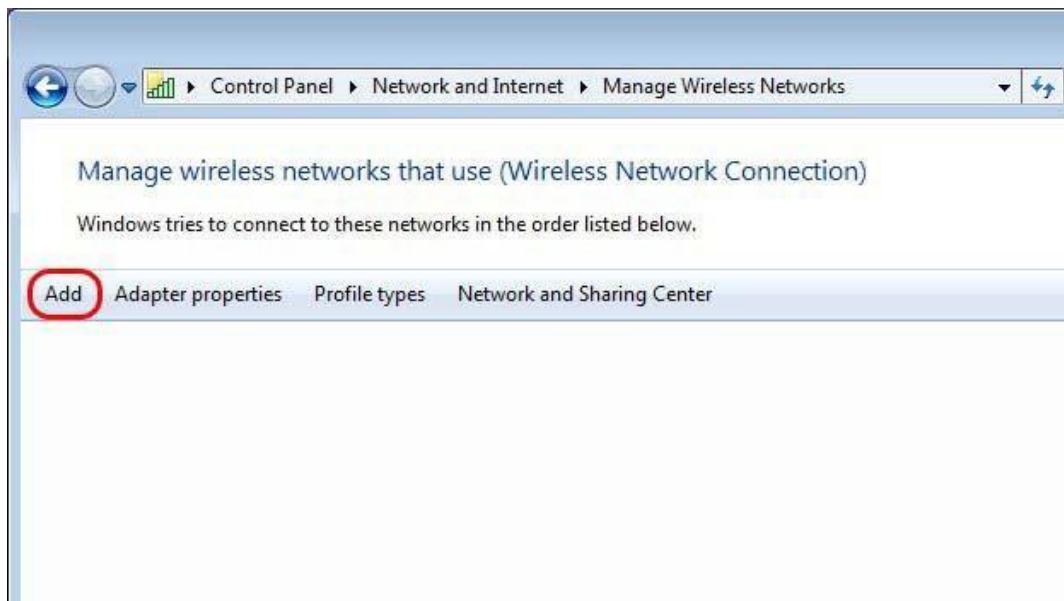 Control Panel Network and Internet Manage Wireless Networks
Manage wireless networks that use (Wireless Network Connection)
Windows tries to connect to these networks in the order listed below.
Add Adapter properties Profile types Network and Sharing Center